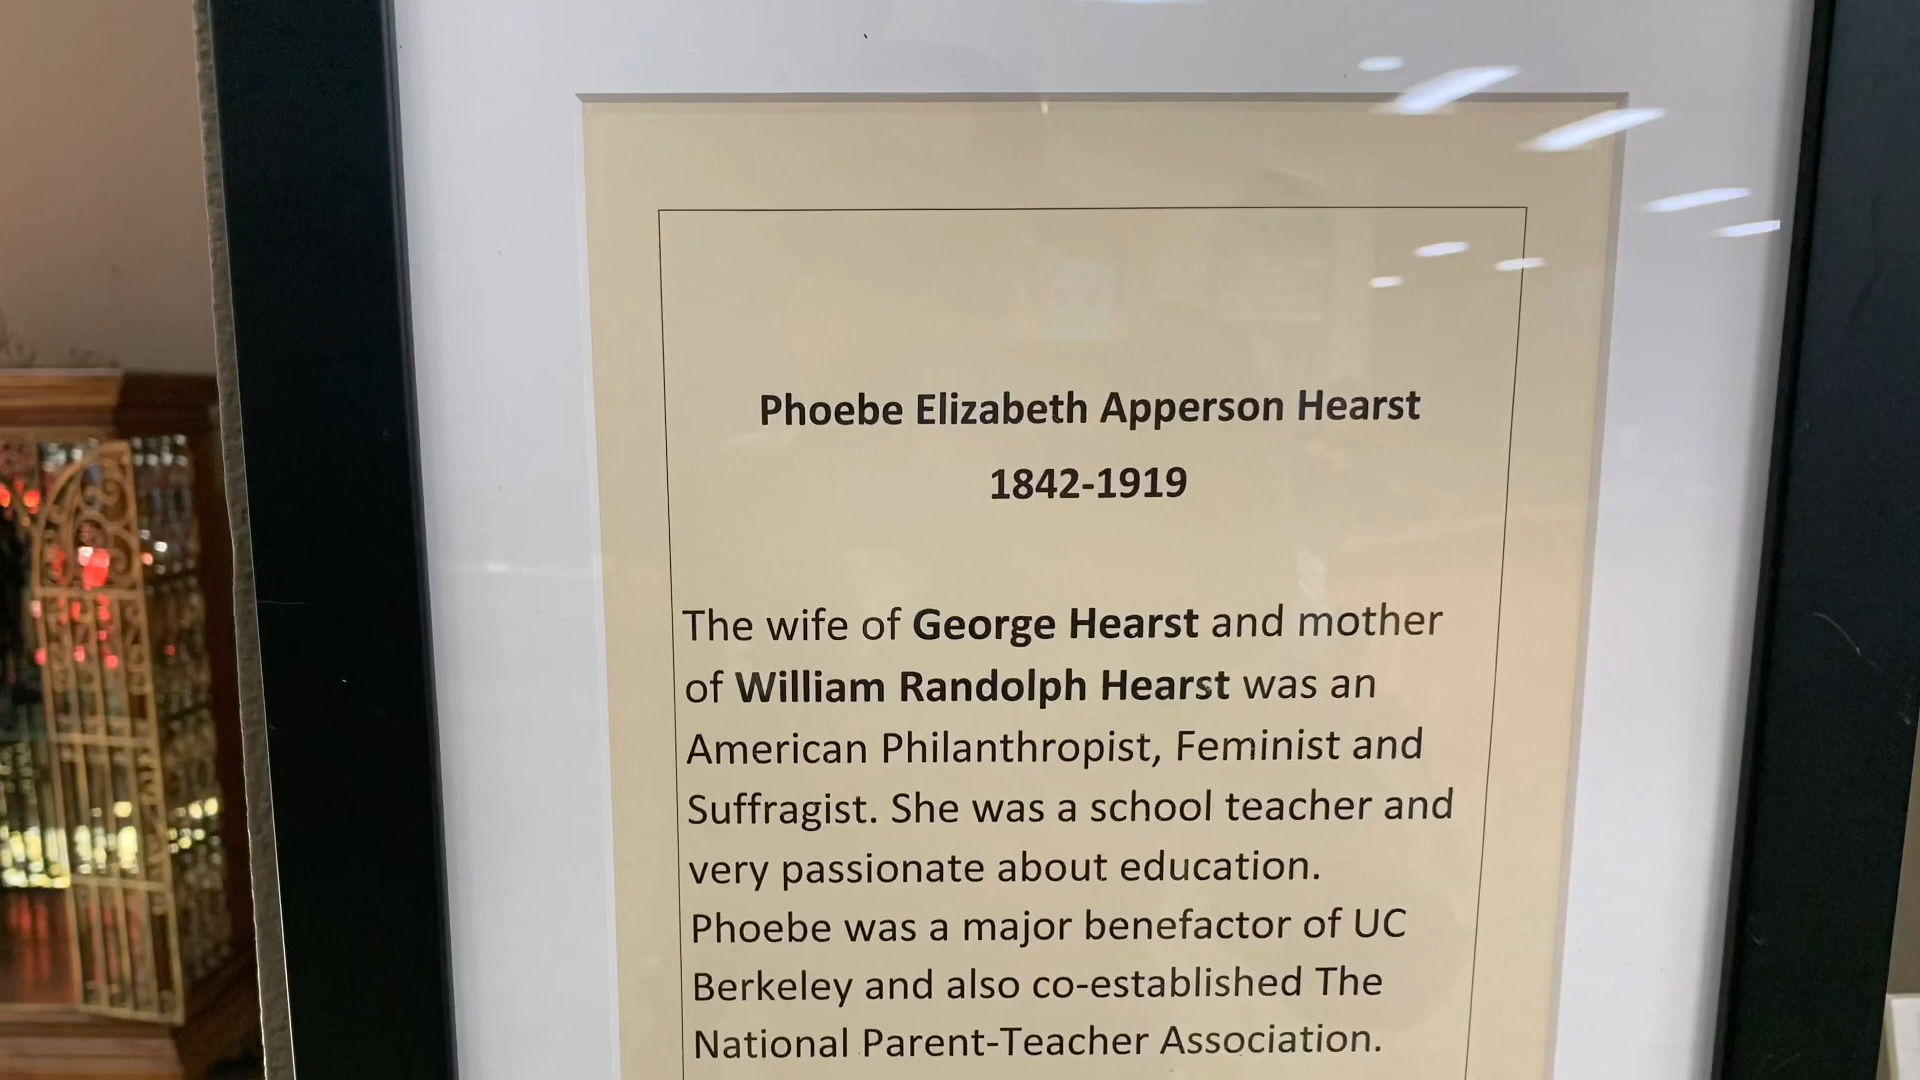 Phoebe Elizabeth Apperson Hearst
1842-1919
The wife of George Hearst and mother
of William Randolph Hearst was an
American Philanthropist, Feminist and
Suffragist. She was a school teacher and
very passionate about education.
Phoebe was a major benefactor of UC
Berkeley and also co-established The
National Parent-Teacher Association.